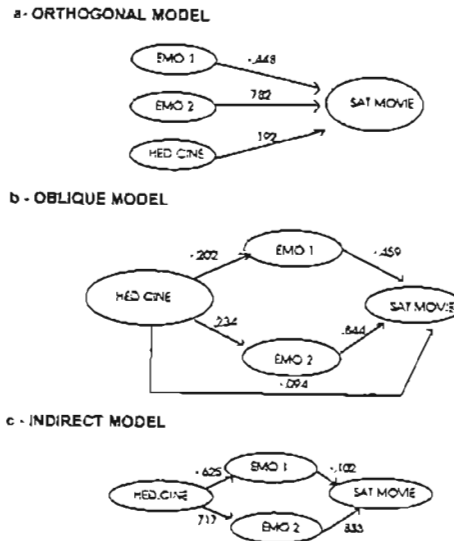 a - ORTHOGONAL MODEL
EMO 1
-.448
EMO 2
.782
SAT MOVIE
HED CINE
.192
b - OBLIQUE MODEL
-.202
EMO 1
-.459
HED CINE
SAT MOVIE
.234
EMO 2
.644
-.094
c - INDIRECT MODEL
-.625
EMO 1
-.102
HED.CINE
SAT MOVIE
.717
EMO 2
.833